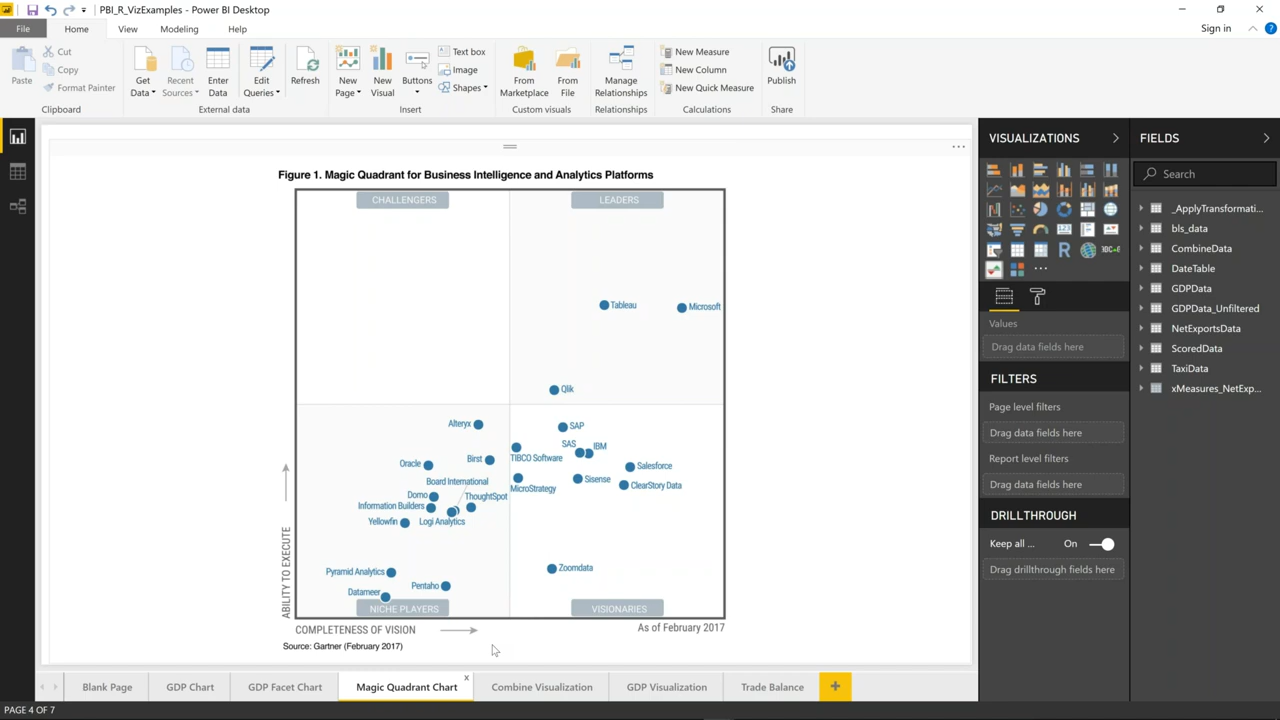 PBI_R_VizExamples - Power BI Desktop
File
Home
View
Modeling
Help
Sign in
Paste
Cut
Copy
Format Painter
Clipboard
Get Data
Recent Sources
Enter Data
Edit Queries
Refresh
External data
New Page
New Visual
Buttons
Text box
Image
Shapes
Insert
From Marketplace
From File
Custom visuals
Manage Relationships
Relationships
New Measure
New Column
New Quick Measure
Calculations
Publish
Share
Figure 1. Magic Quadrant for Business Intelligence and Analytics Platforms
CHALLENGERS
LEADERS
Tableau
Microsoft
Qlik
Alteryx
SAP
SAS
IBM
TIBCO Software
Birst
Oracle
Salesforce
Board International
Sisense
ClearStory Data
MicroStrategy
Domo
ThoughtSpot
Information Builders
Yellowfin
Logi Analytics
Pyramid Analytics
Zoomdata
Pentaho
Datameer
NICHE PLAYERS
VISIONARIES
ABILITY TO EXECUTE
COMPLETENESS OF VISION
As of February 2017
Source: Gartner (February 2017)
VISUALIZATIONS
R
ABC
Values
Drag data fields here
FILTERS
Page level filters
Drag data fields here
Report level filters
Drag data fields here
DRILLTHROUGH
Keep all ...
On
Drag drillthrough fields here
FIELDS
Search
_ApplyTransformati...
bls_data
CombineData
DateTable
GDPData
GDPData_Unfiltered
NetExportsData
ScoredData
TaxiData
xMeasures_NetExp...
Blank Page
GDP Chart
GDP Facet Chart
Magic Quadrant Chart
Combine Visualization
GDP Visualization
Trade Balance
PAGE 4 OF 7